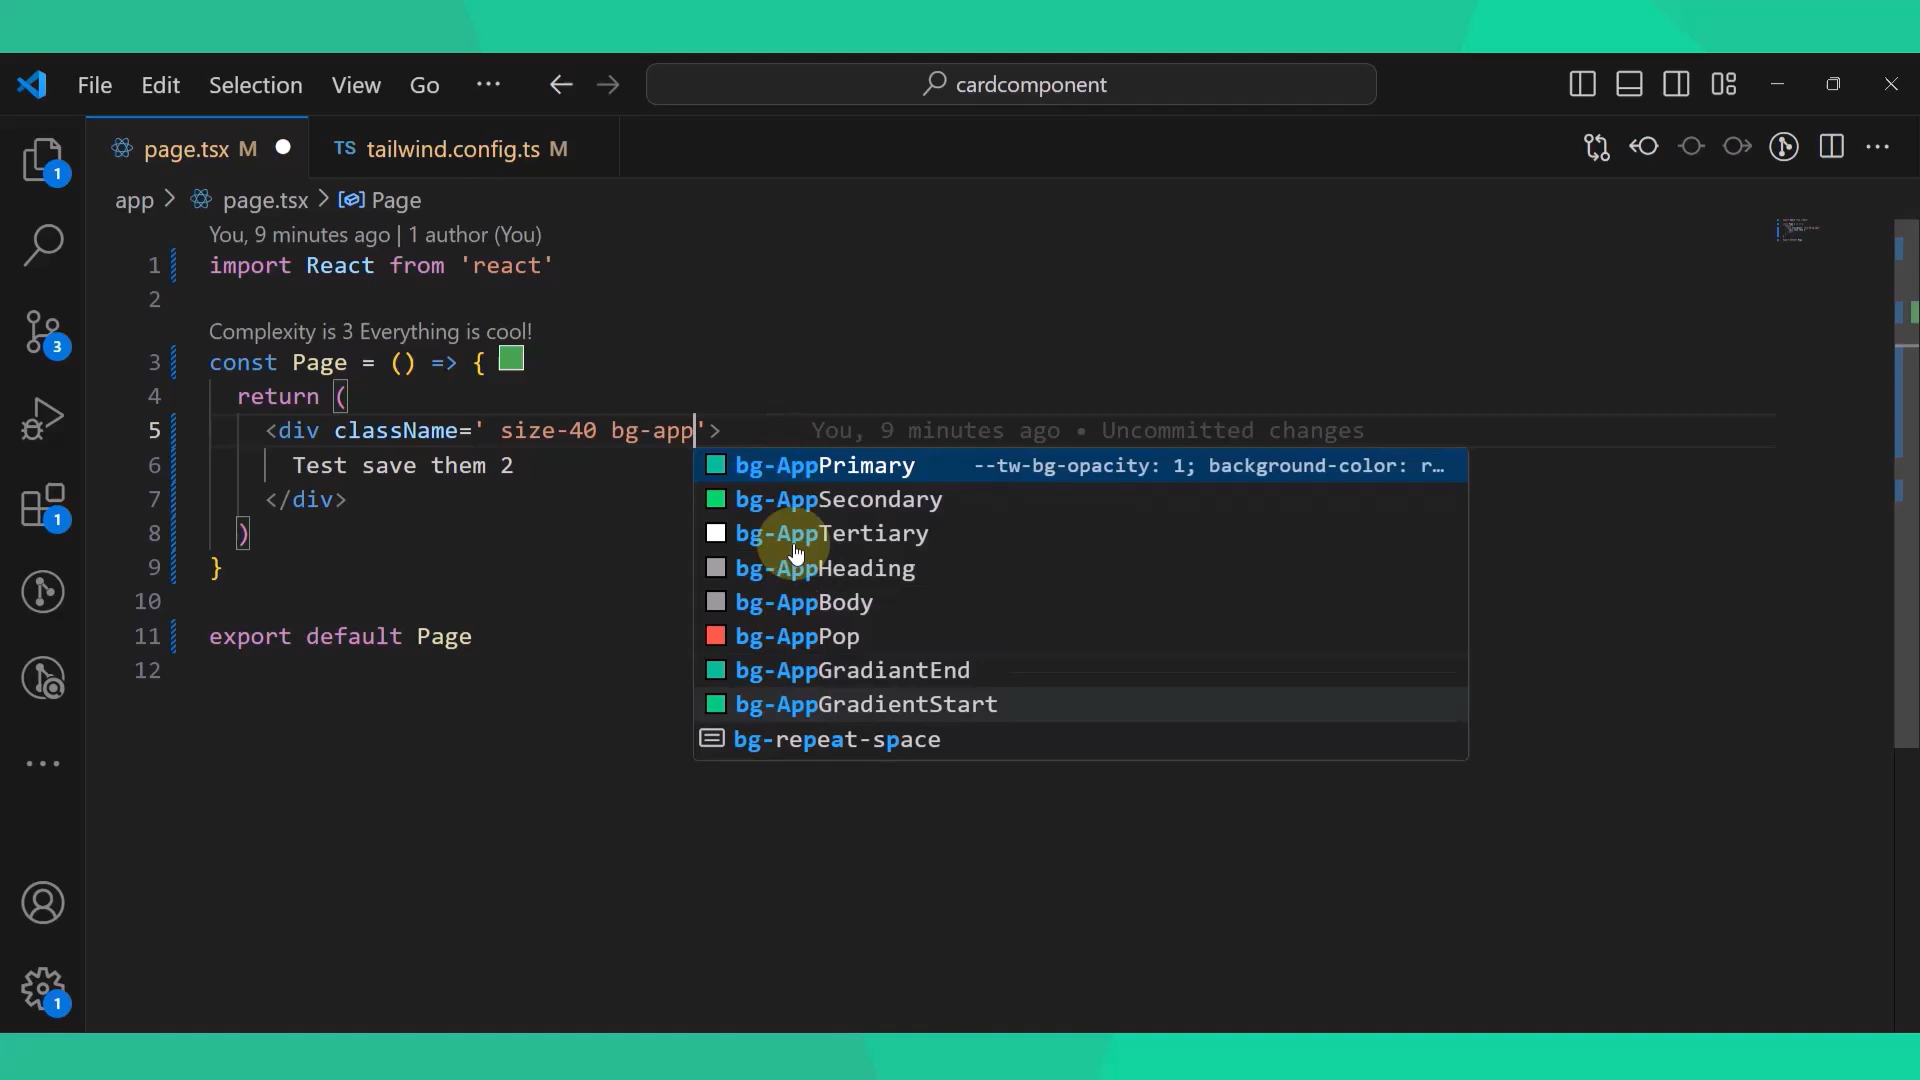 File Edit Selection View Go ··· cardcomponent
page.tsx M TS tailwind.config.ts M
app > page.tsx > Page
You, 9 minutes ago | 1 author (You)
1 import React from 'react'
2
Complexity is 3 Everything is cool!
3 const Page = () => {
4 return (
5 <div className=' size-40 bg-app'> You, 9 minutes ago • Uncommitted changes
bg-AppPrimary --tw-bg-opacity: 1; background-color: r…
6 Test save them 2
bg-AppSecondary
7 </div>
bg-AppTertiary
8 )
bg-AppHeading
9 }
bg-AppBody
10
bg-AppPop
11 export default Page
bg-AppGradiantEnd
12
bg-AppGradientStart
bg-repeat-space
1
3
1
1